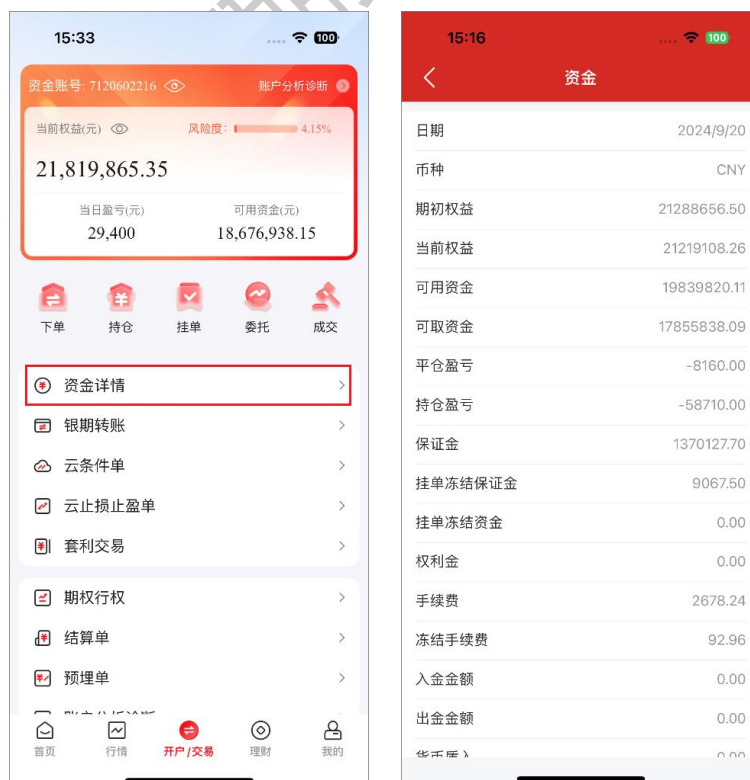 15:33
100
资金账号: 7120602216
账户分析诊断
当前权益(元)
风险度:
4.15%
21,819,865.35
当日盈亏(元)
可用资金(元)
29,400
18,676,938.15
下单
持仓
挂单
委托
成交
资金详情
银期转账
云条件单
云止损止盈单
套利交易
期权行权
结算单
预埋单
首页
行情
开户/交易
理财
我的
15:16
100
资金
日期 2024/9/20
币种 CNY
期初权益 21288656.50
当前权益 21219108.26
可用资金 19839820.11
可取资金 17855838.09
平仓盈亏 -8160.00
持仓盈亏 -58710.00
保证金 1370127.70
挂单冻结保证金 9067.50
挂单冻结资金 0.00
权利金 0.00
手续费 2678.24
冻结手续费 92.96
入金金额 0.00
出金金额 0.00